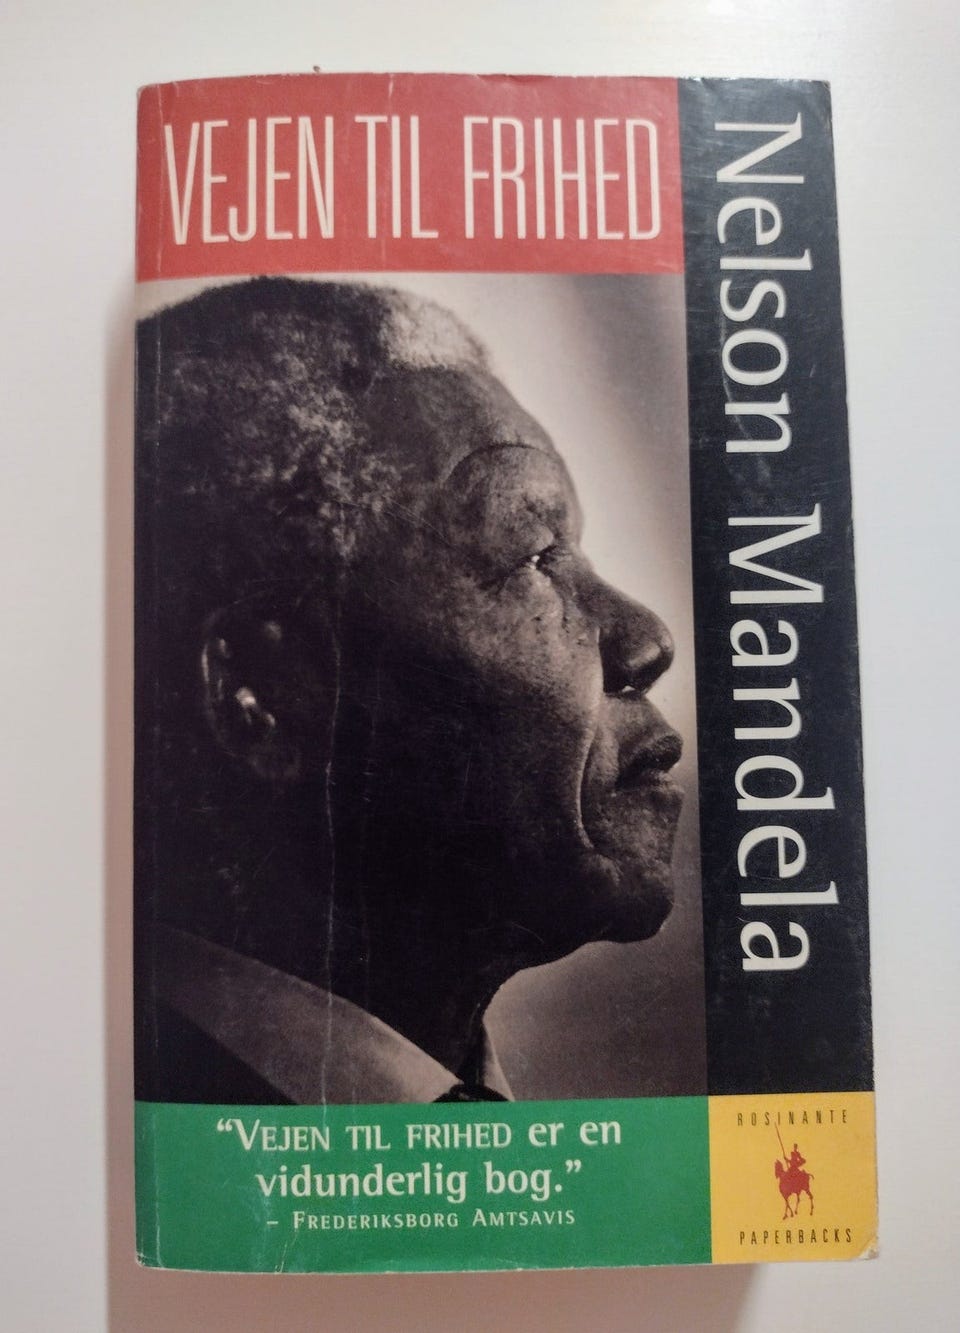 VEJEN TIL FRIHED
Nelson Mandela
“VEJEN TIL FRIHED er en
vidunderlig bog.”
– FREDERIKSBORG AMTSAVIS
ROSINANTE
PAPERBACKS